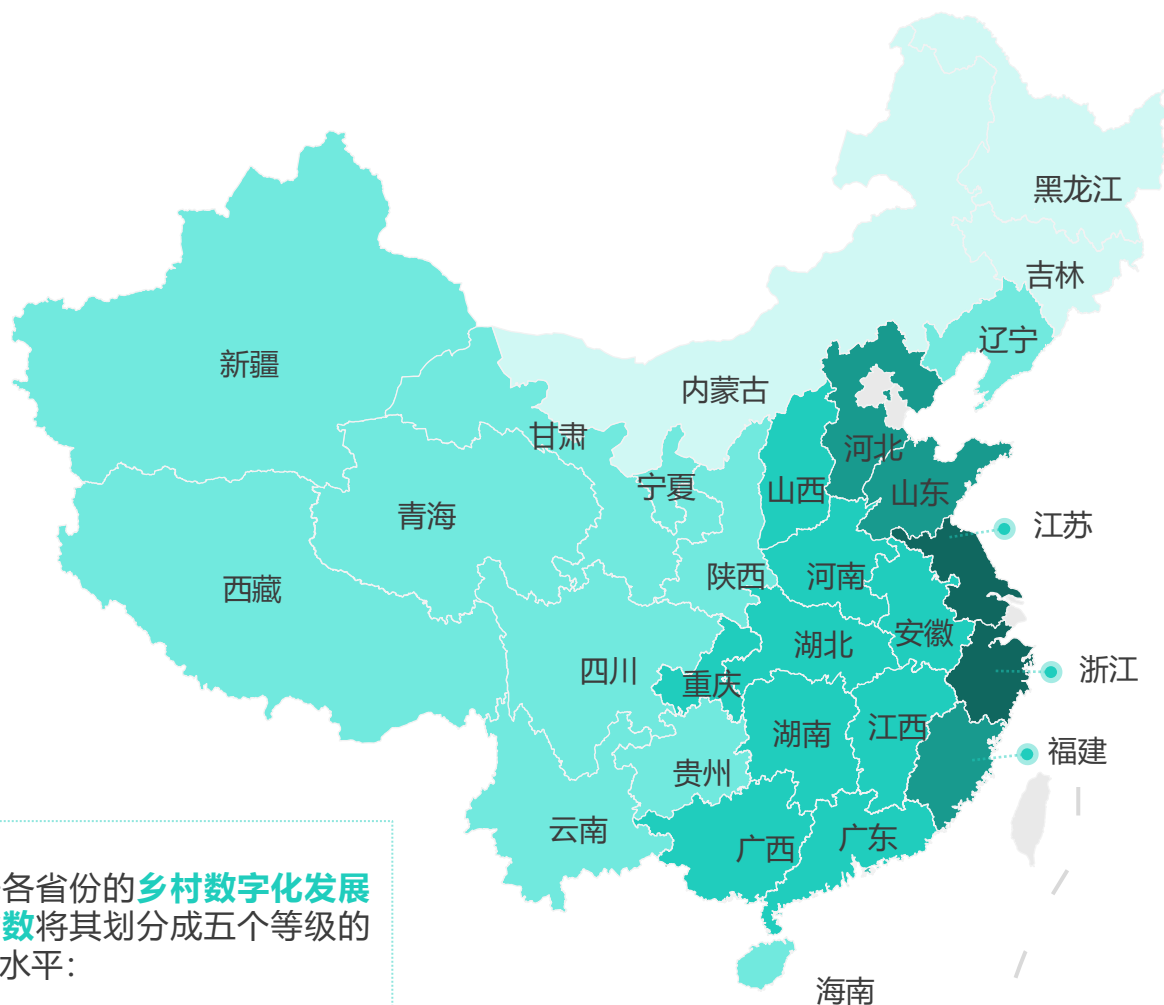 黑龙江
吉林
辽宁
新疆
内蒙古
甘肃
河北
宁夏
山西
山东
青海
江苏
陕西
河南
西藏
安徽
湖北
四川
重庆
浙江
湖南
江西
福建
贵州
云南
广西
广东
各省份的乡村数字化发展
数将其划分成五个等级的
水平：
海南